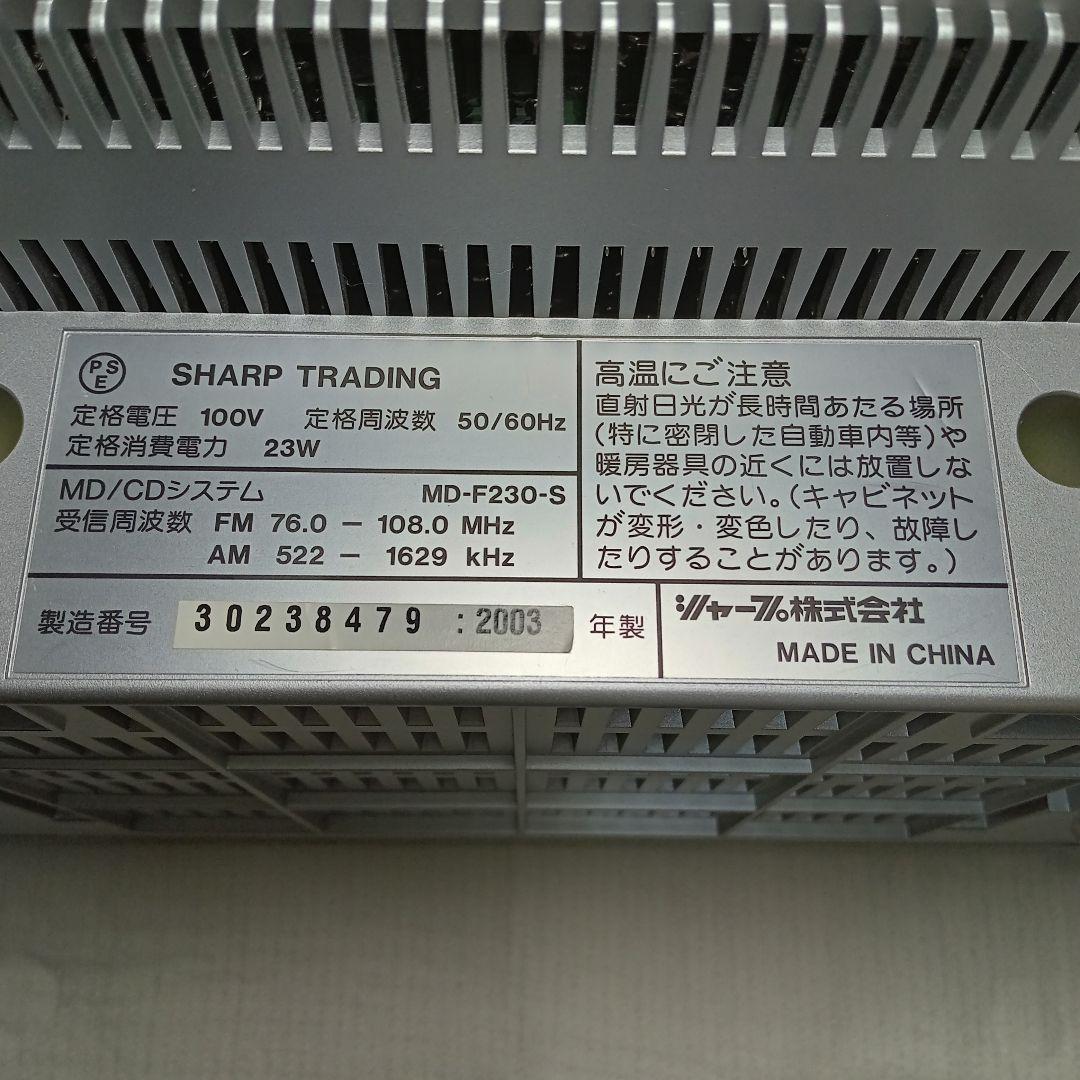 PSE SHARP TRADING
定格電圧 100V 定格周波数 50/60Hz
定格消費電力 23W
MD/CDシステム MD-F230-S
受信周波数 FM 76.0 － 108.0 MHz
AM 522 － 1629 kHz
高温にご注意
直射日光が長時間あたる場所
(特に密閉した自動車内等)や
暖房器具の近くには放置しな
いでください。(キャビネット
が変形・変色したり、故障し
たりすることがあります。)
製造番号 30238479 :2003 年製
シャープ株式会社
MADE IN CHINA